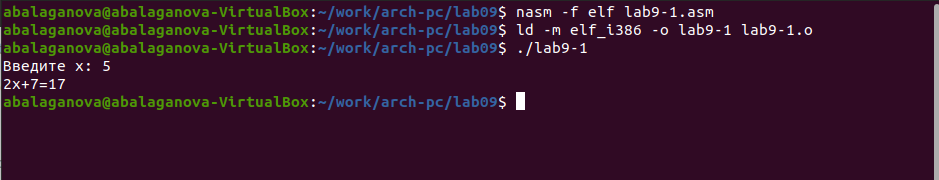 abalaganova@abalaganova-VirtualBox:~/work/arch-pc/lab09$ nasm -f elf lab9-1.asm
abalaganova@abalaganova-VirtualBox:~/work/arch-pc/lab09$ ld -m elf_i386 -o lab9-1 lab9-1.o
abalaganova@abalaganova-VirtualBox:~/work/arch-pc/lab09$ ./lab9-1
Введите x: 5
2x+7=17
abalaganova@abalaganova-VirtualBox:~/work/arch-pc/lab09$